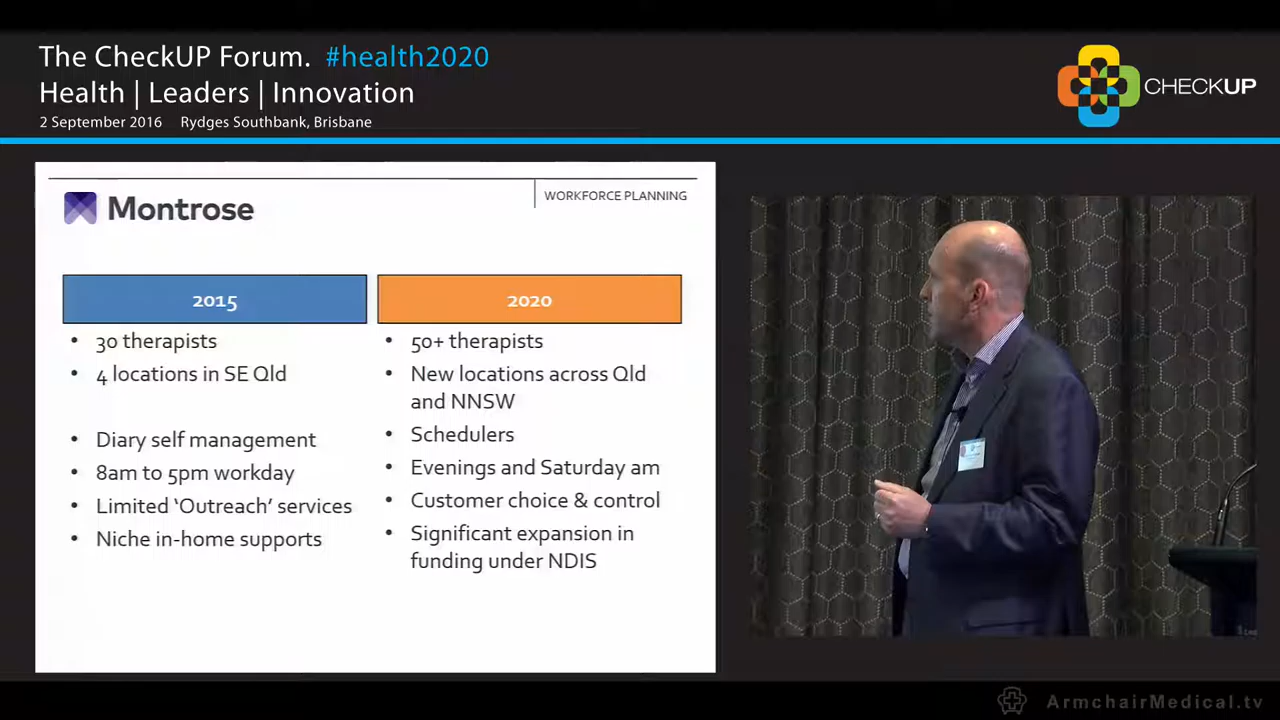 The CheckUP Forum. #health2020
Health | Leaders | Innovation
2 September 2016 Rydges Southbank, Brisbane
CHECKUP
Montrose
WORKFORCE PLANNING
2015
• 30 therapists
• 4 locations in SE Qld
• Diary self management
• 8am to 5pm workday
• Limited ‘Outreach’ services
• Niche in-home supports
2020
• 50+ therapists
• New locations across Qld
and NNSW
• Schedulers
• Evenings and Saturday am
• Customer choice & control
• Significant expansion in
funding under NDIS
ArmchairMedical.tv